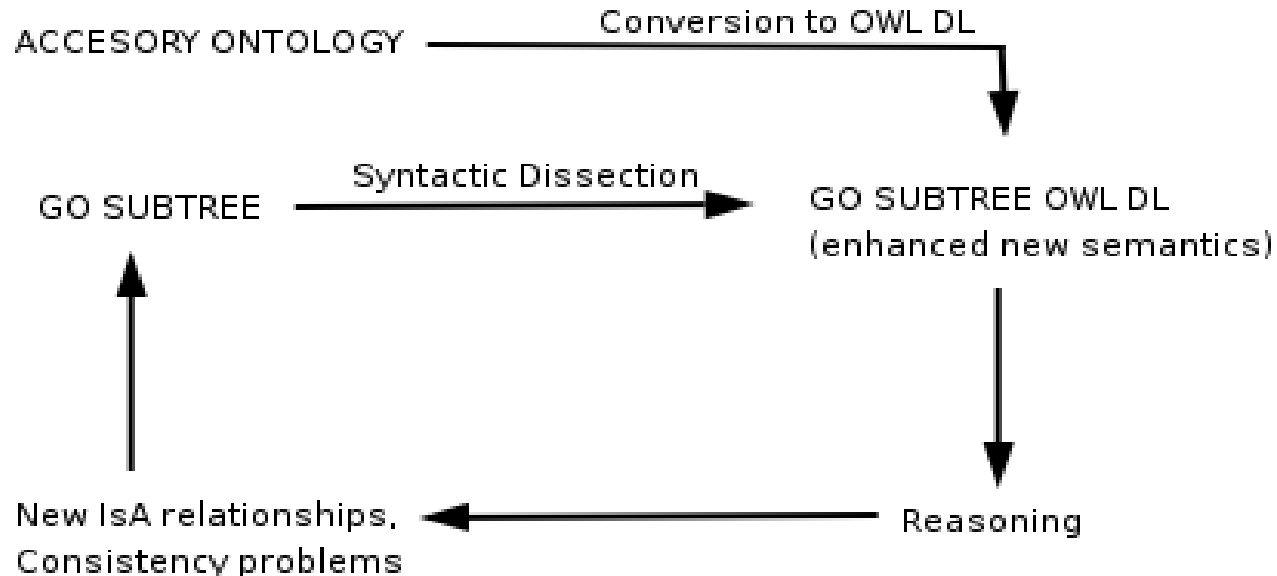 Conversion to OWL DL
ACCESORY ONTOLOGY
Syntactic Dissection
GO SUBTREE
GO SUBTREE OWL DL
(enhanced new semantics)
New IsA relationships,
Consistency problems
Reasoning